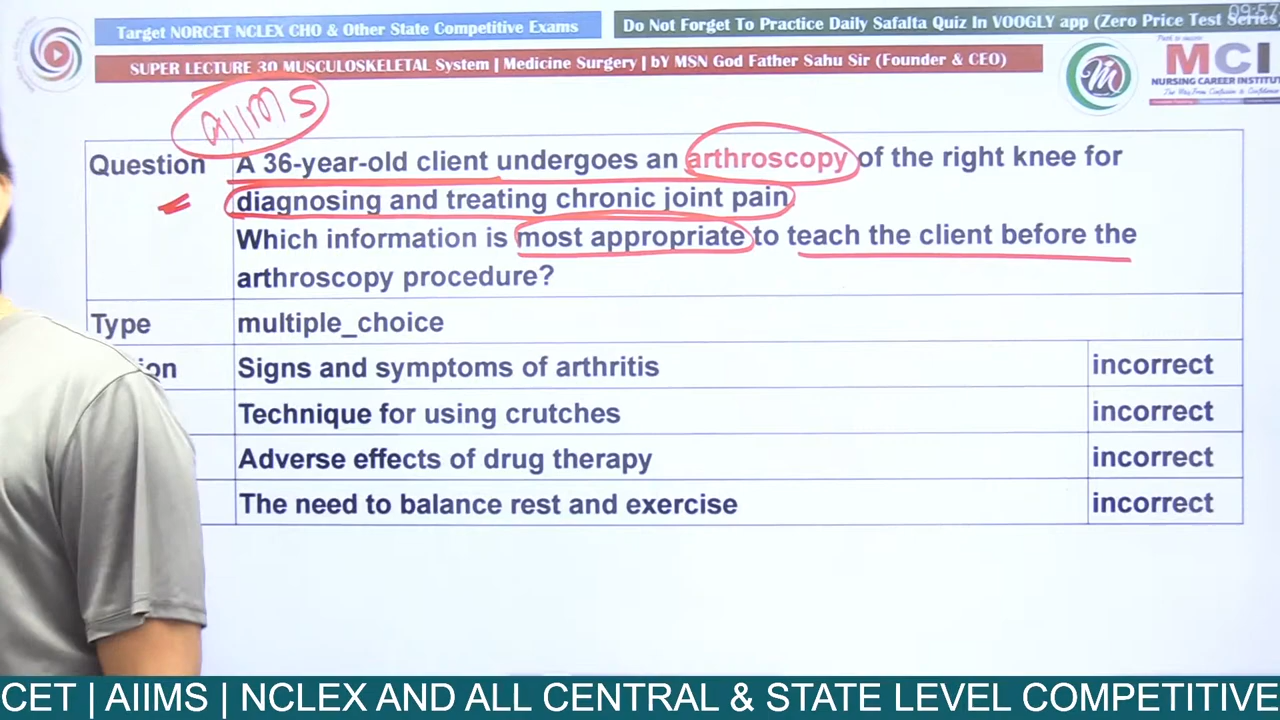 Target NORCET NCLEX CHO & Other State Competitive Exams
Do Not Forget To Practice Daily Safalta Quiz In VOOGLY app (Zero Price Test Series
09:57
SUPER LECTURE 30 MUSCULOSKELETAL System | Medicine Surgery | bY MSN God Father Sahu Sir (Founder & CEO)
MCI
NURSING CAREER INSTITUT
AIIMS
Question
A 36-year-old client undergoes an arthroscopy of the right knee for
diagnosing and treating chronic joint pain
Which information is most appropriate to teach the client before the
arthroscopy procedure?
Type
multiple_choice
ion
Signs and symptoms of arthritis
incorrect
Technique for using crutches
incorrect
Adverse effects of drug therapy
incorrect
The need to balance rest and exercise
incorrect
CET | AIIMS | NCLEX AND ALL CENTRAL & STATE LEVEL COMPETITIVE